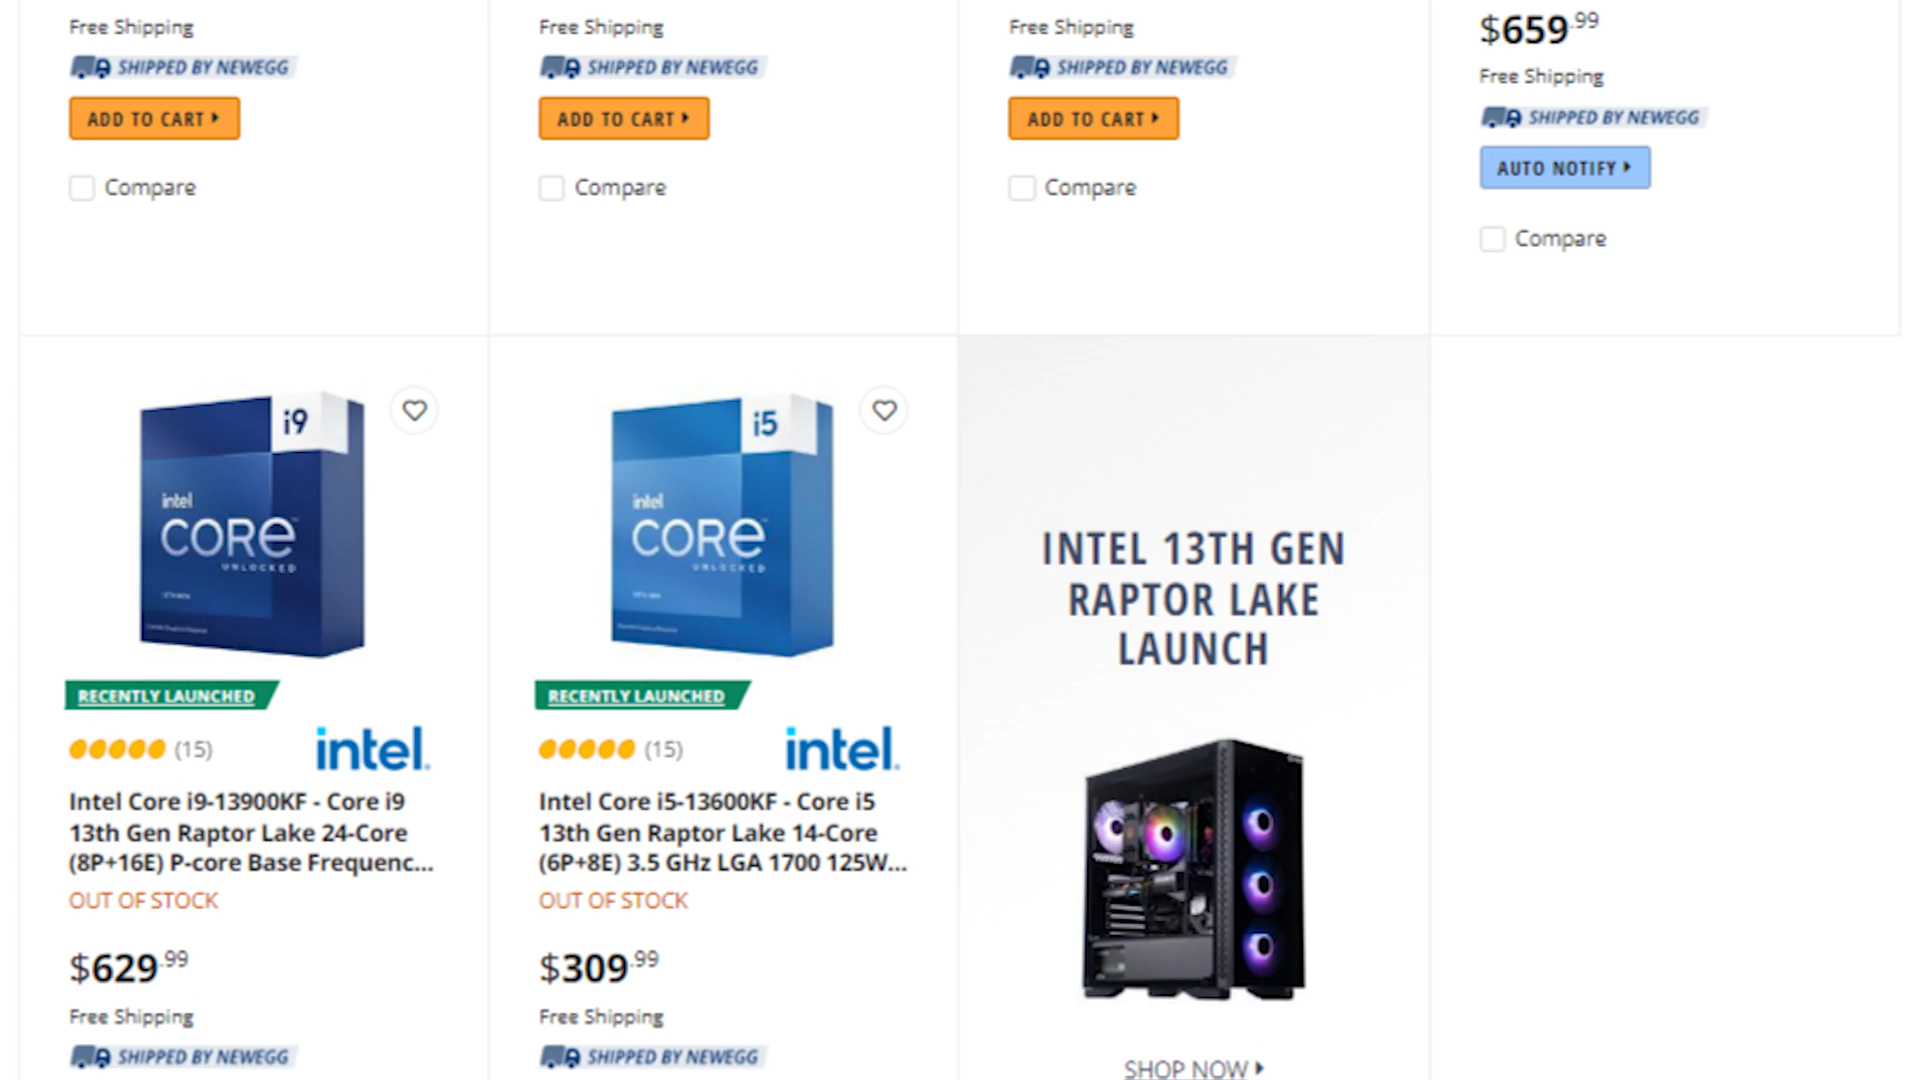 Free Shipping
SHIPPED BY NEWEGG
ADD TO CART
Compare
Free Shipping
SHIPPED BY NEWEGG
ADD TO CART
Compare
Free Shipping
SHIPPED BY NEWEGG
ADD TO CART
Compare
$659.99
Free Shipping
SHIPPED BY NEWEGG
AUTO NOTIFY
Compare
i9
intel
CORE
UNLOCKED
RECENTLY LAUNCHED
(15)
intel.
Intel Core i9-13900KF - Core i9
13th Gen Raptor Lake 24-Core
(8P+16E) P-core Base Frequenc...
OUT OF STOCK
$629.99
Free Shipping
SHIPPED BY NEWEGG
i5
intel
CORE
UNLOCKED
RECENTLY LAUNCHED
(15)
intel.
Intel Core i5-13600KF - Core i5
13th Gen Raptor Lake 14-Core
(6P+8E) 3.5 GHz LGA 1700 125W...
OUT OF STOCK
$309.99
Free Shipping
SHIPPED BY NEWEGG
INTEL 13TH GEN
RAPTOR LAKE
LAUNCH
SHOP NOW